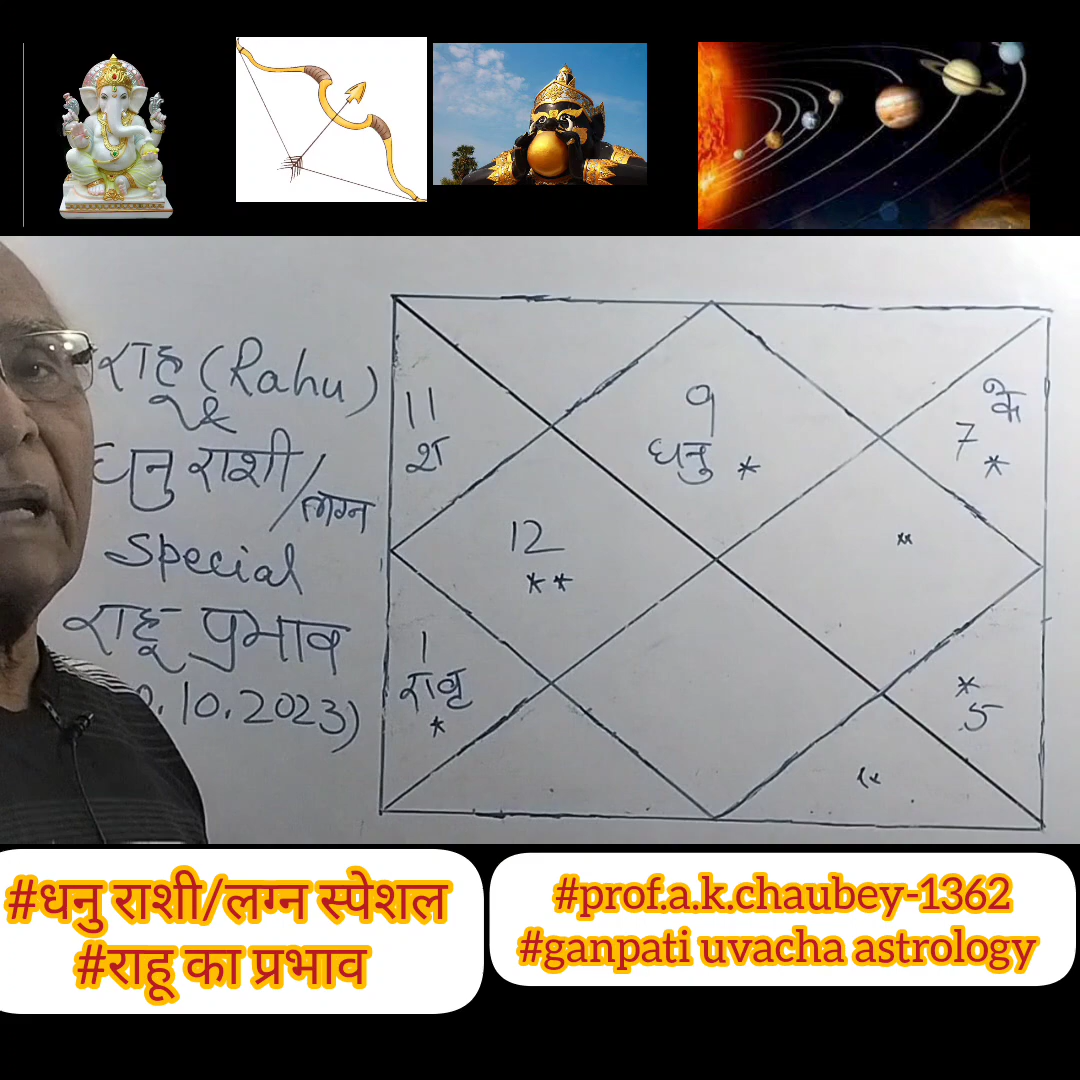 राहू (Rahu)
&
धनु राशी/लग्न
Special
राहू प्रभाव
.10.2023)
11
श
9
धनु *
के
7
*
12
**
**
1
राबृ
*
*
5
#धनु राशी/लग्न स्पेशल
#राहू का प्रभाव
#prof.a.k.chaubey-1362
#ganpati uvacha astrology